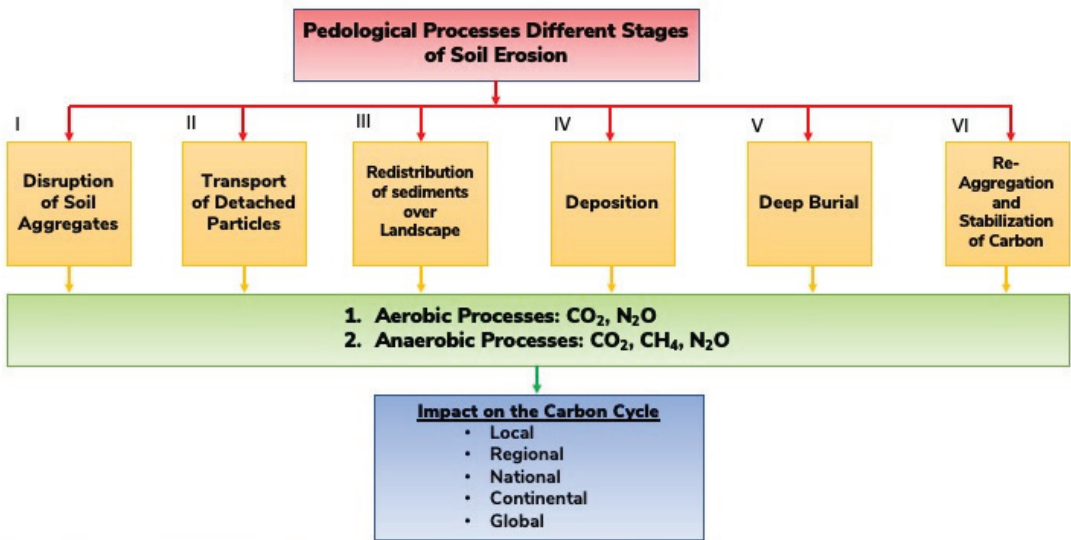 Pedological Processes Different Stages
of Soil Erosion
I
II
III
IV
V
VI
Disruption
of Soil
Aggregates
Transport
of Detached
Particles
Redistribution
of sediments
over
Landscape
Deposition
Deep Burial
Re-
Aggregation
and
Stabilization
of Carbon
1. Aerobic Processes: CO₂, N₂O
2. Anaerobic Processes: CO₂, CH₄, N₂O
Impact on the Carbon Cycle
• Local
• Regional
• National
• Continental
• Global